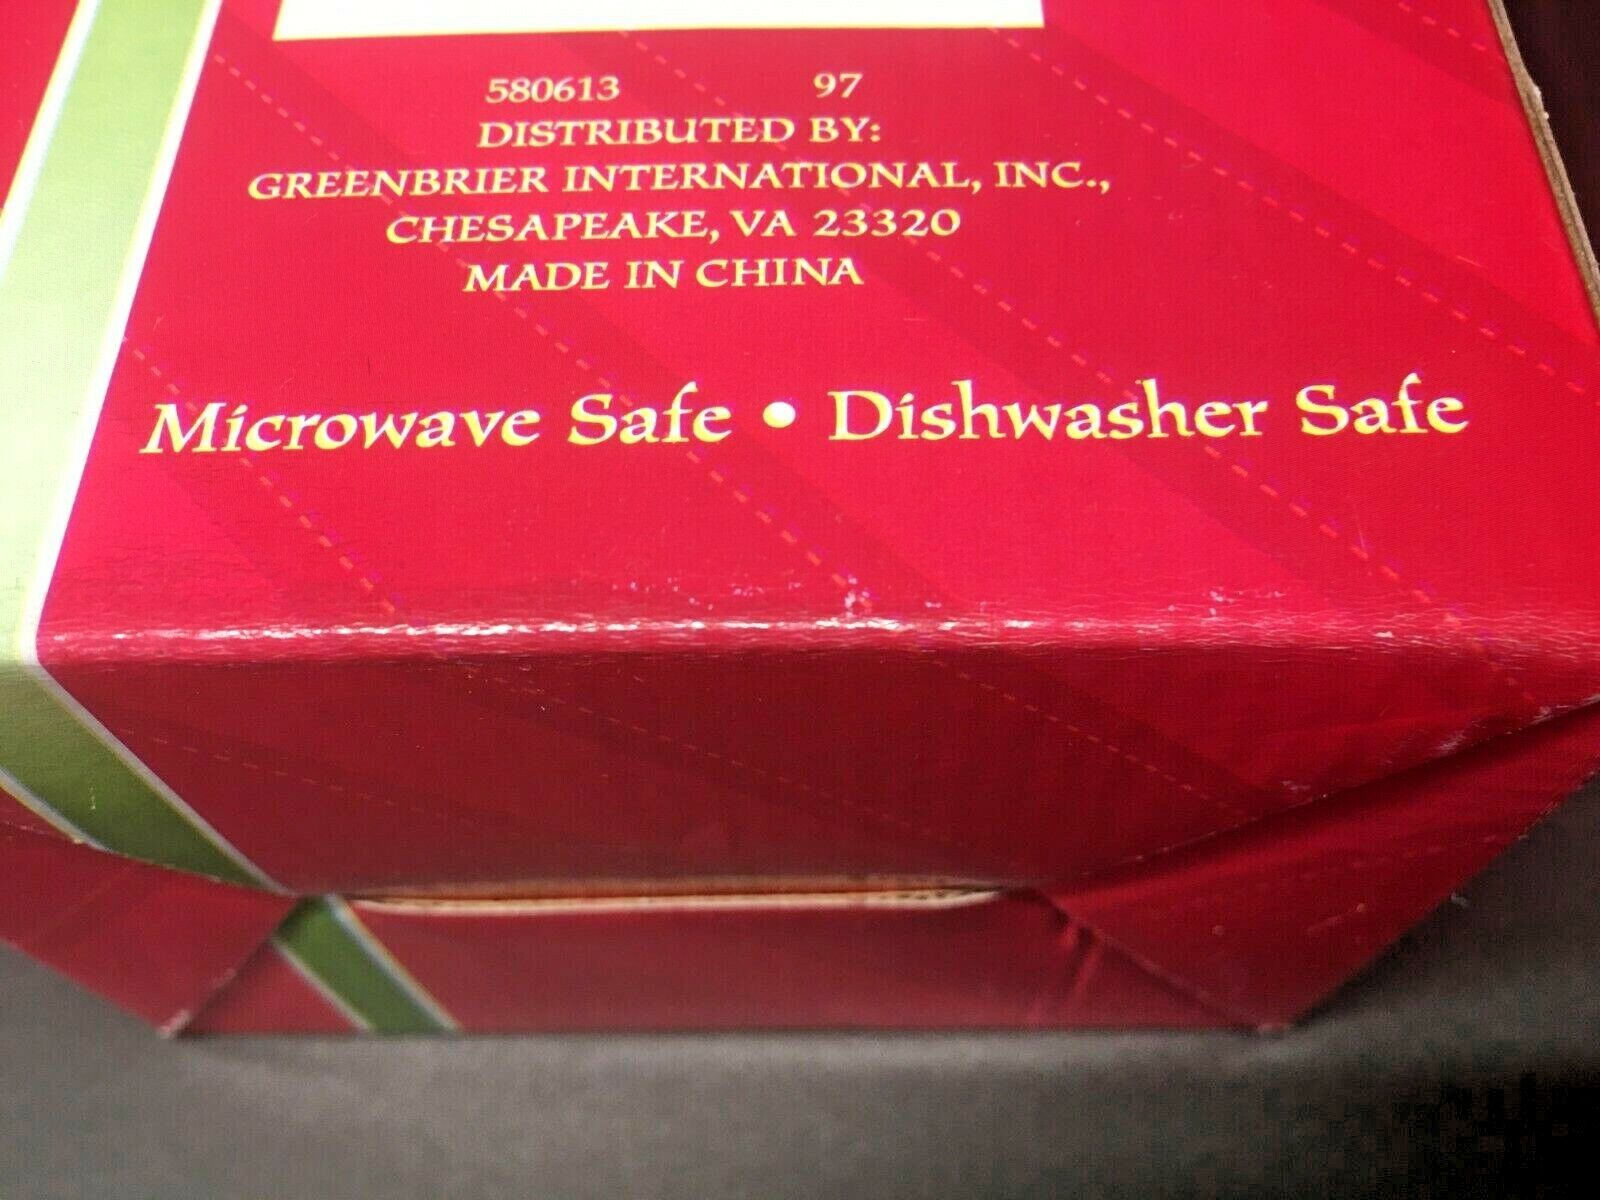 580613 97
DISTRIBUTED BY:
GREENBRIER INTERNATIONAL, INC.,
CHESAPEAKE, VA 23320
MADE IN CHINA
Microwave Safe • Dishwasher Safe